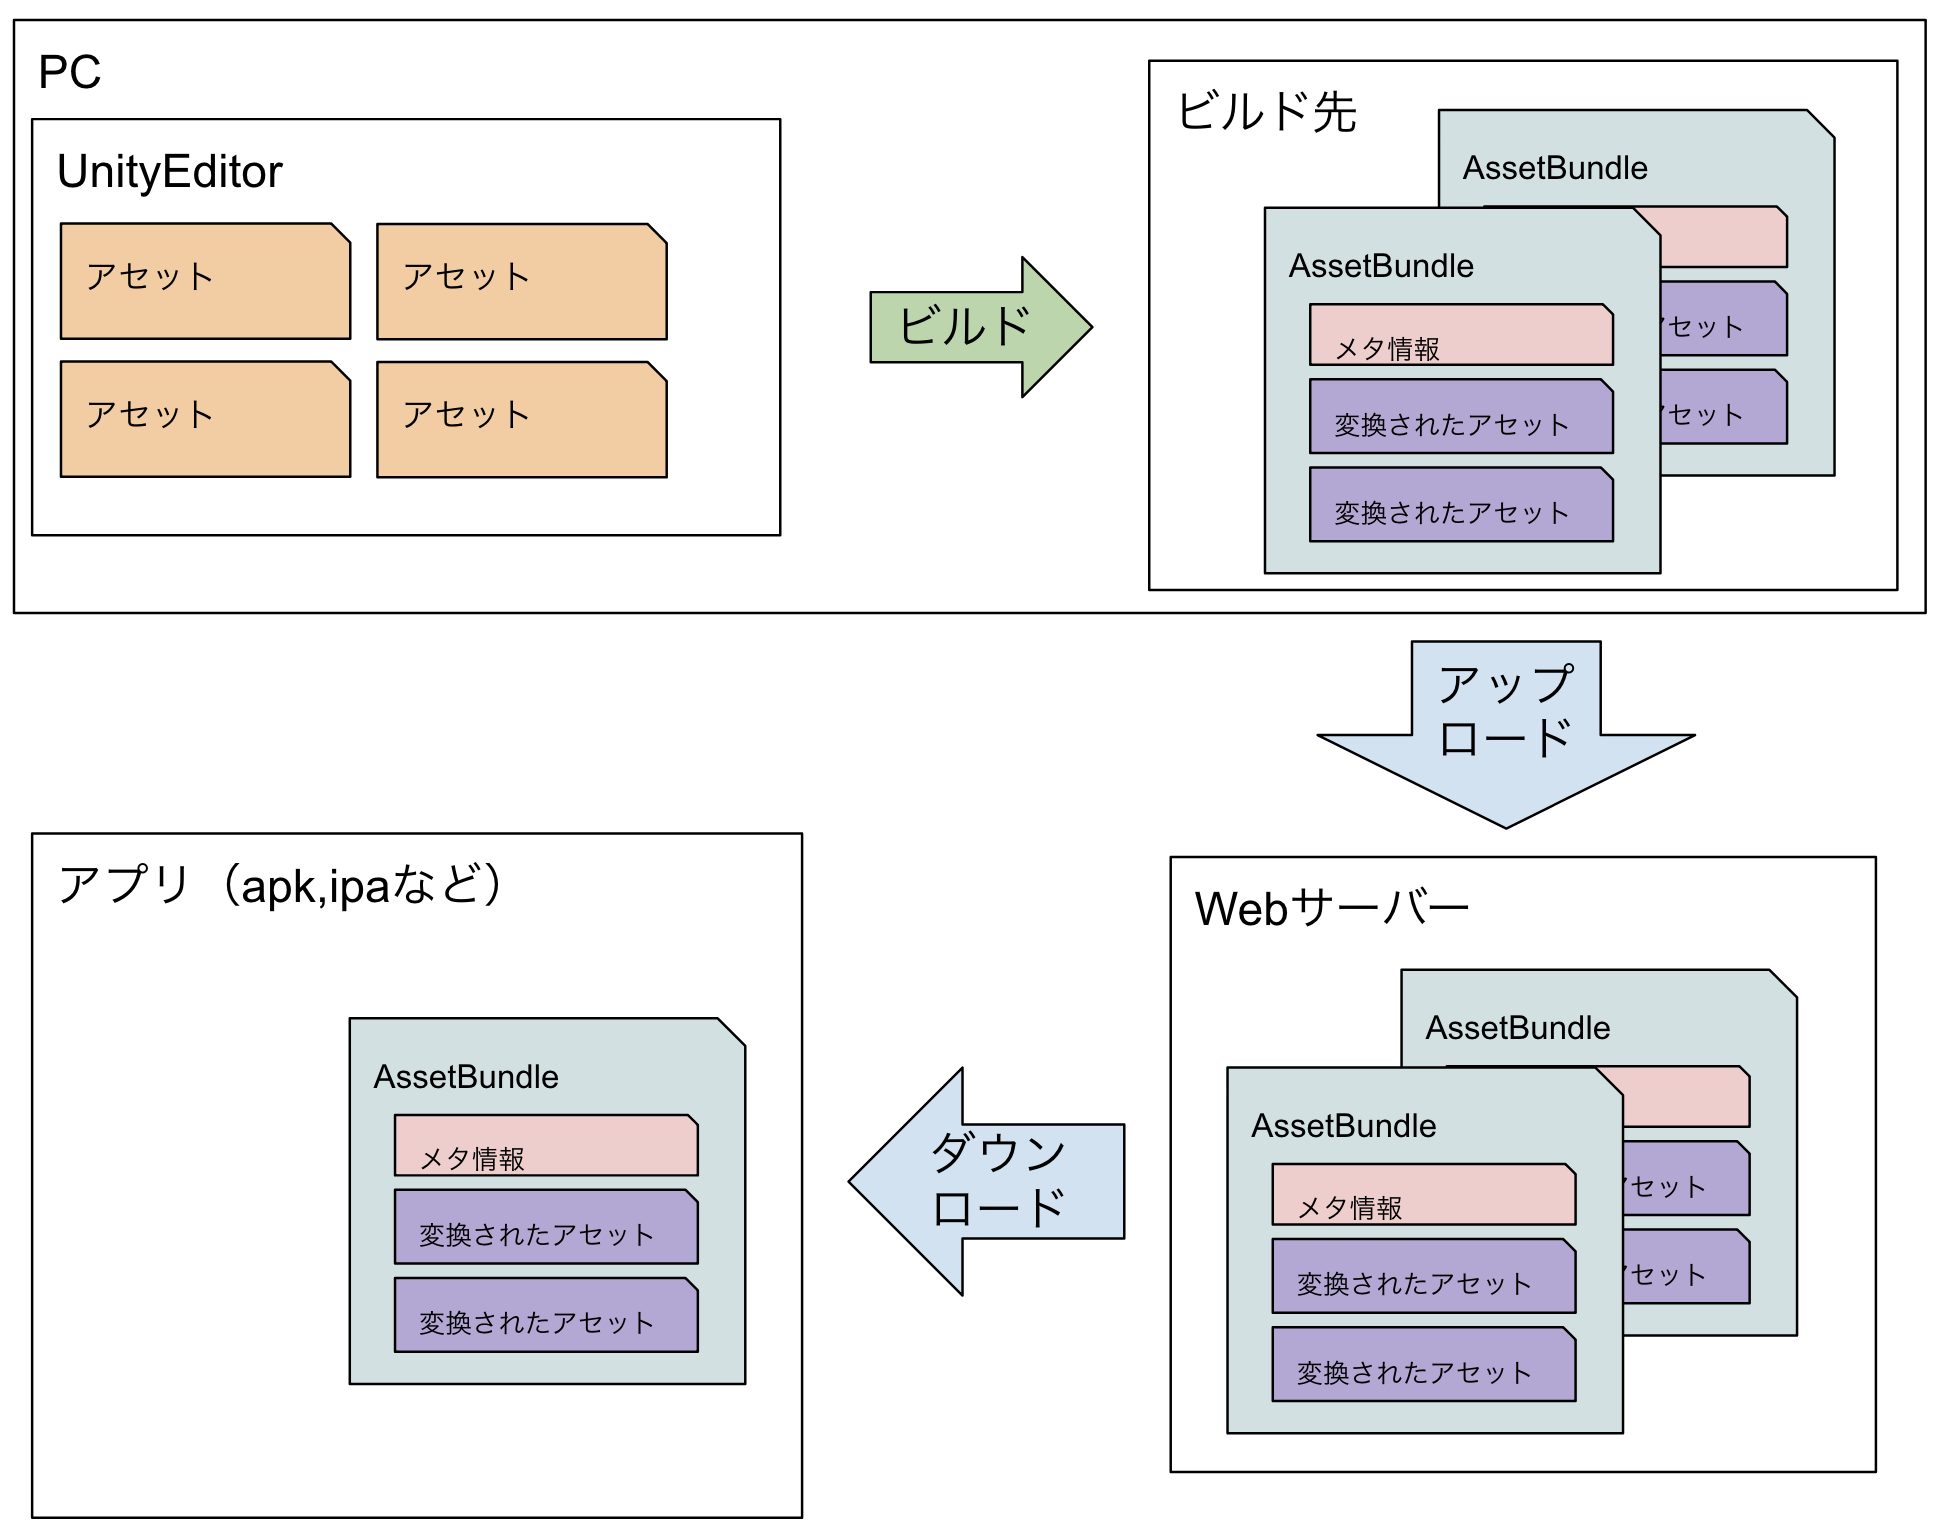 PC
UnityEditor
アセット
アセット
アセット
アセット
ビルド
ビルド先
AssetBundle
アセット
アセット
AssetBundle
メタ情報
変換されたアセット
変換されたアセット
アップ
ロード
Webサーバー
AssetBundle
アセット
アセット
AssetBundle
メタ情報
変換されたアセット
変換されたアセット
ダウン
ロード
アプリ（apk,ipaなど）
AssetBundle
メタ情報
変換されたアセット
変換されたアセット